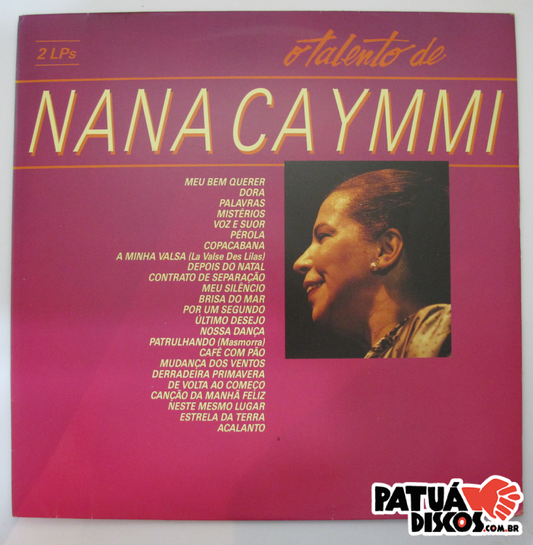 2 LPs
o talento de
NANA CAYMMI
MEU BEM QUERER
DORA
PALAVRAS
MISTÉRIOS
VOZ E SUOR
PÉROLA
COPACABANA
A MINHA VALSA (La Valse Des Lilas)
DEPOIS DO NATAL
CONTRATO DE SEPARAÇÃO
MEU SILÊNCIO
BRISA DO MAR
POR UM SEGUNDO
ÚLTIMO DESEJO
NOSSA DANÇA
PATRULHANDO (Masmorra)
CAFÉ COM PÃO
MUDANÇA DOS VENTOS
DERRADEIRA PRIMAVERA
DE VOLTA AO COMEÇO
CANÇÃO DA MANHÃ FELIZ
NESTE MESMO LUGAR
ESTRELA DA TERRA
ACALANTO
PATUÁ
DISCOS.COM.BR